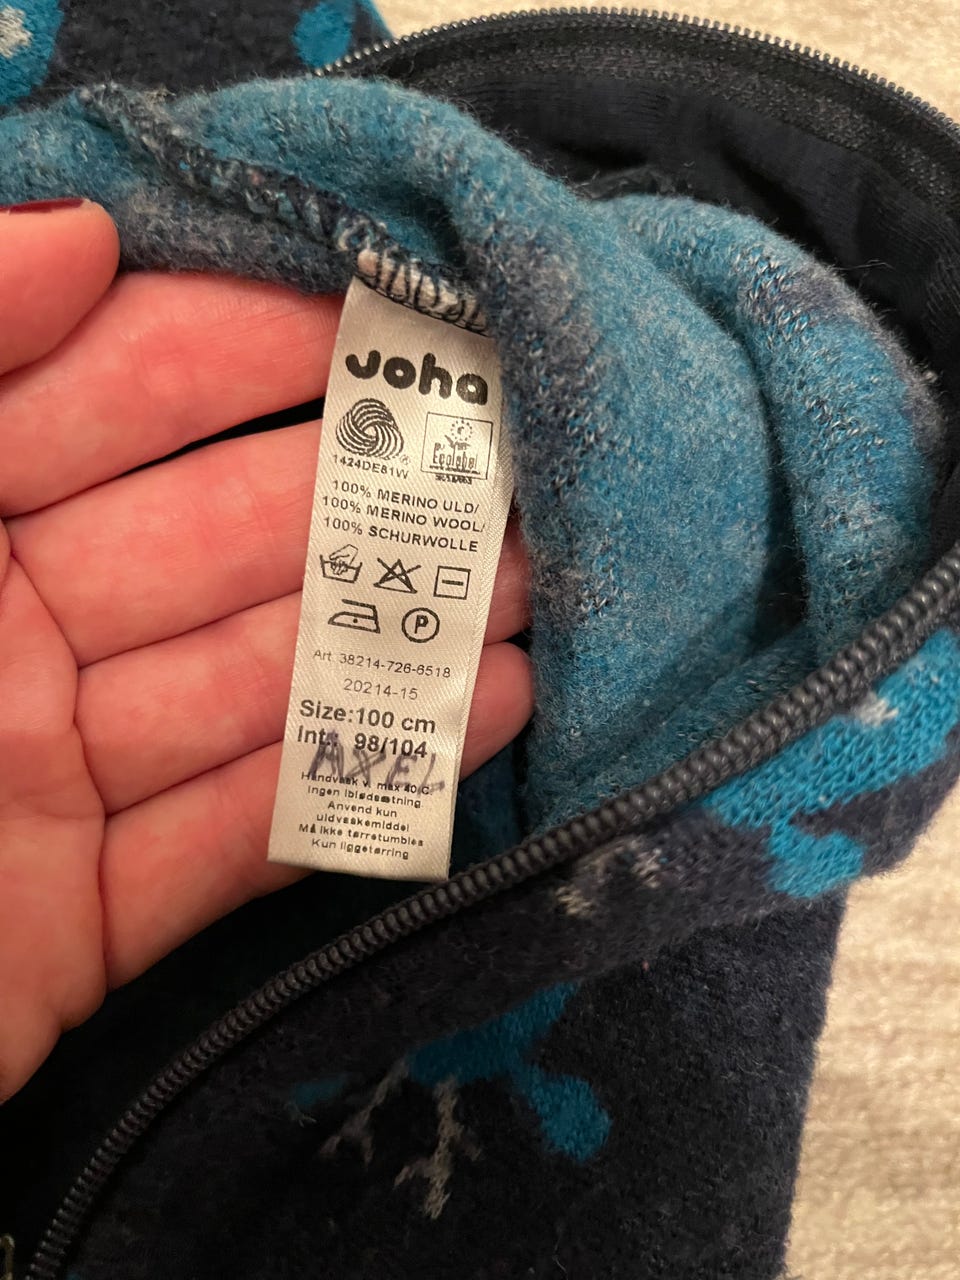 Joha
1424DE81W
Ecolabel
100% MERINO ULD/
100% MERINO WOOL/
100% SCHURWOLLE
P
Art. 38214-726-6518
20214-15
Size:100 cm
Int.: 98/104
AXEL
Håndvask v. max 40 C.
Ingen iblødsætning
Anvend kun
uldvaskemiddel
Må ikke tørretumbles
Kun liggetørring